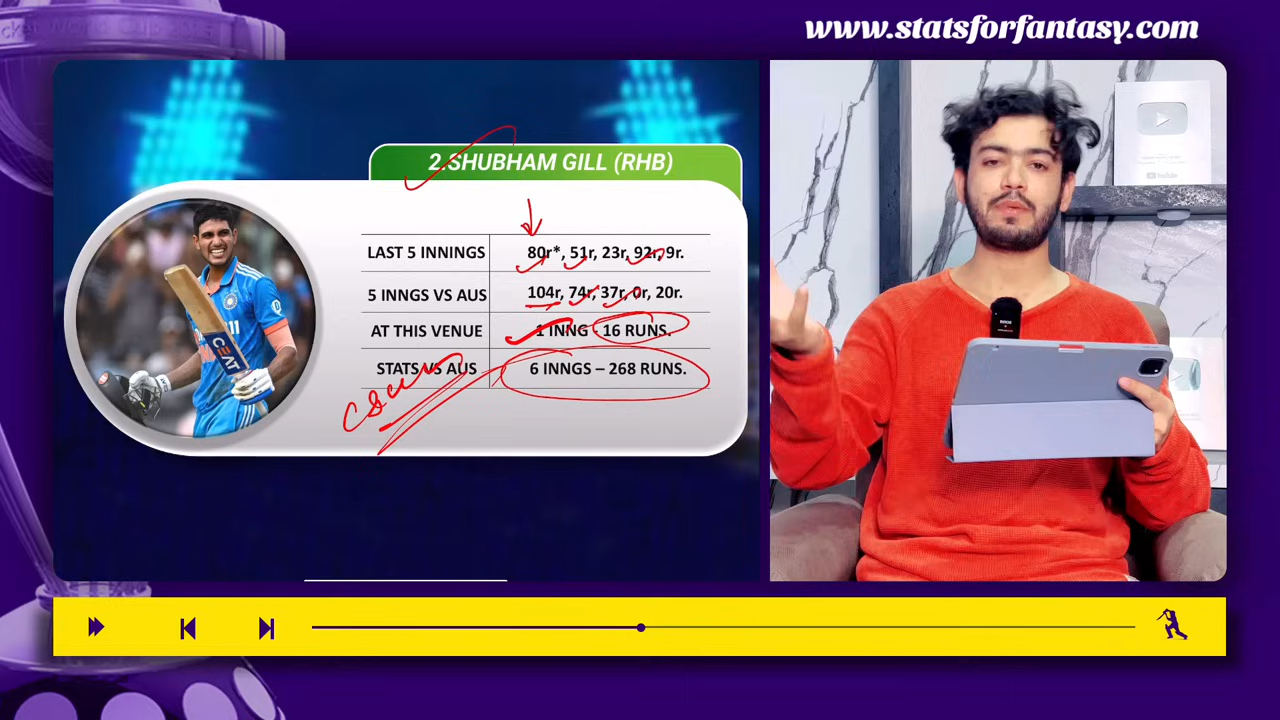 www.statsforfantasy.com
2.SHUBHAM GILL (RHB)
LAST 5 INNINGS 80r*, 51r, 23r, 92r, 9r.
5 INNGS VS AUS 104r, 74r, 37r, 0r, 20r.
AT THIS VENUE 1 INNG - 16 RUNS.
STATS VS AUS 6 INNGS – 268 RUNS.
CEAT
YouTube